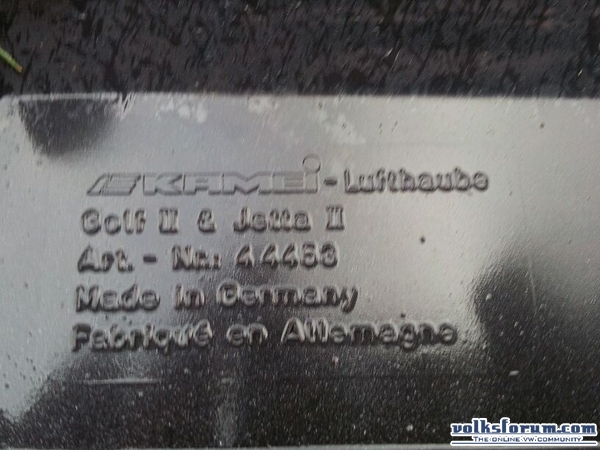 KAMEI-Lufthaube
Golf II & Jetta II
Art.- Nr.: 44453
Made in Germany
Fabriqué en Allemagne
volksforum.com
THE-ONLINE-VW-COMMUNITY